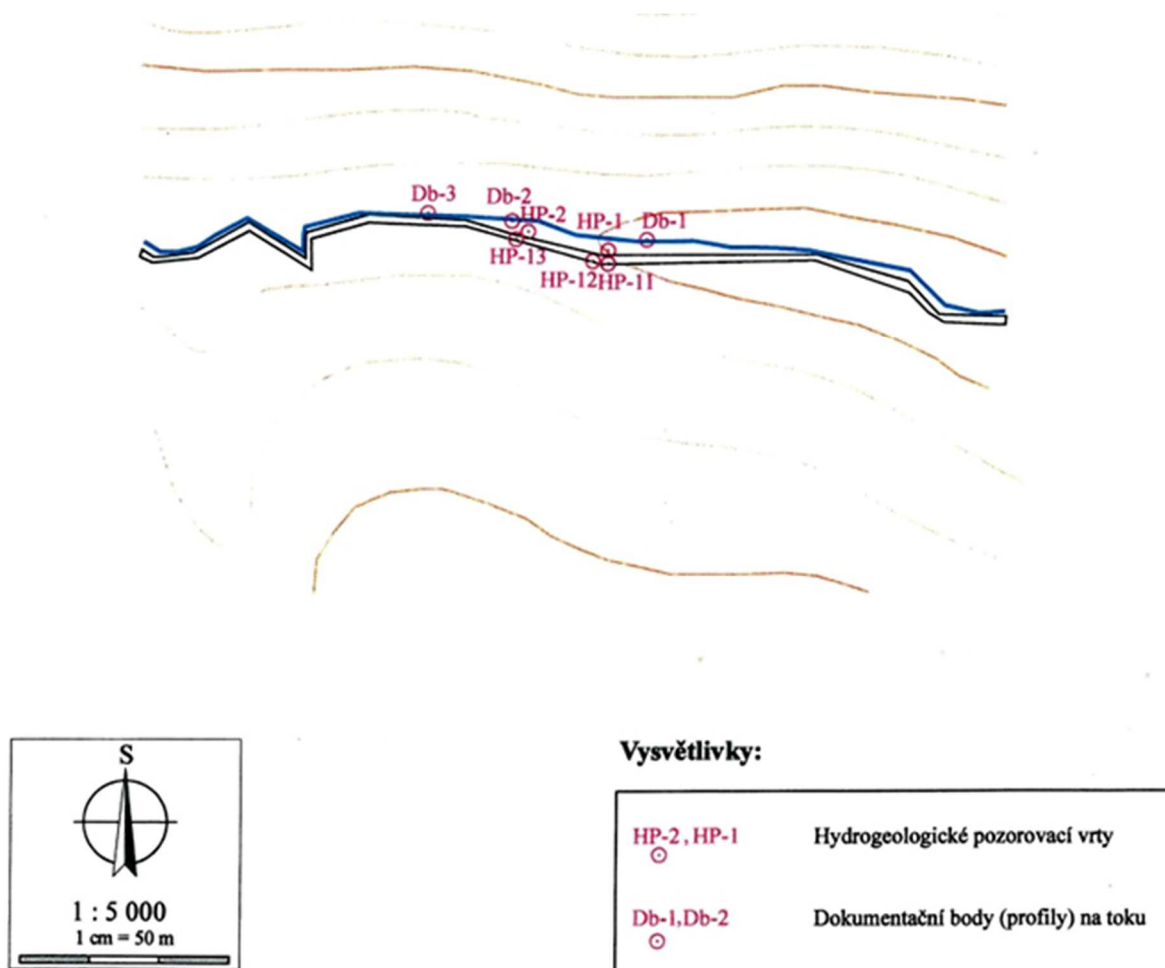 Db-3
Db-2
HP-2
HP-1
Db-1
HP-13
HP-12 HP-11
S
1 : 5 000
1 cm = 50 m
Vysvětlivky:
HP-2 , HP-1 Hydrogeologické pozorovací vrty
Db-1,Db-2 Dokumentační body (profily) na toku